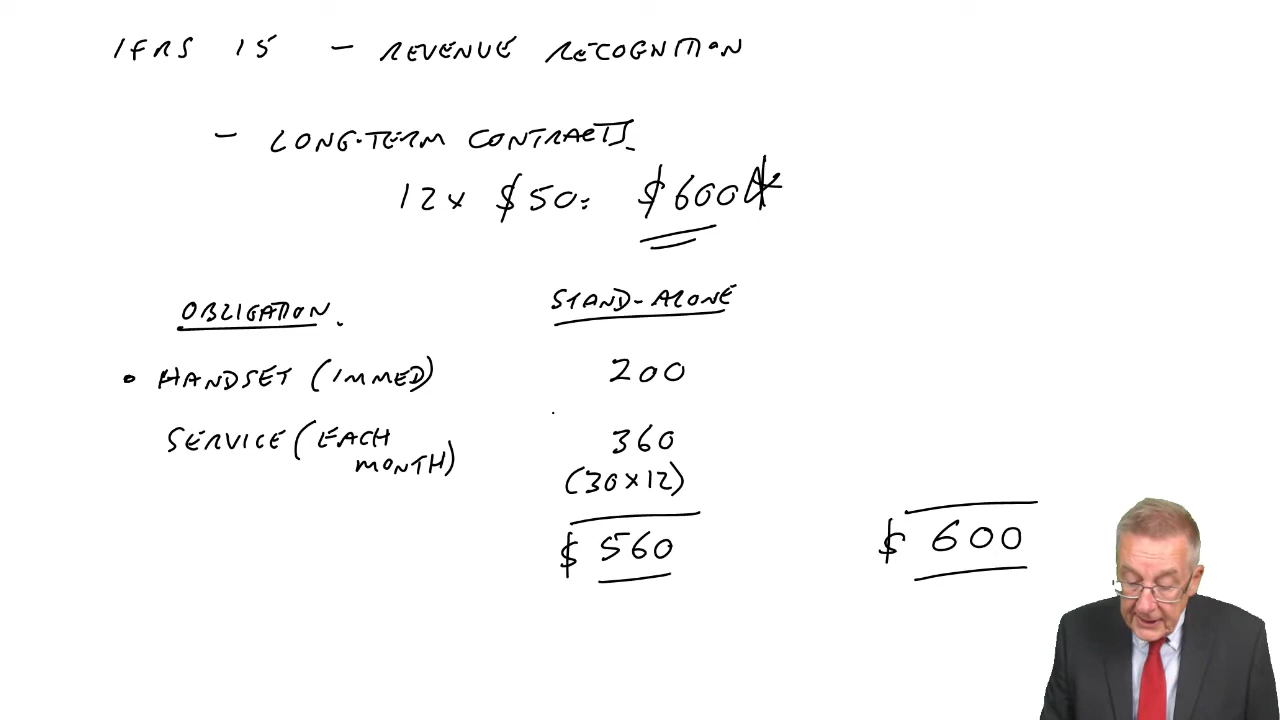 IFRS 15 - REVENUE RECOGNITION
- LONG-TERM CONTRACTS
12 x $50 = $600
OBLIGATION. STAND-ALONE
• HANDSET (IMMED) 200
SERVICE (EACH MONTH) 360
(30 x 12)
$ 560 $ 600